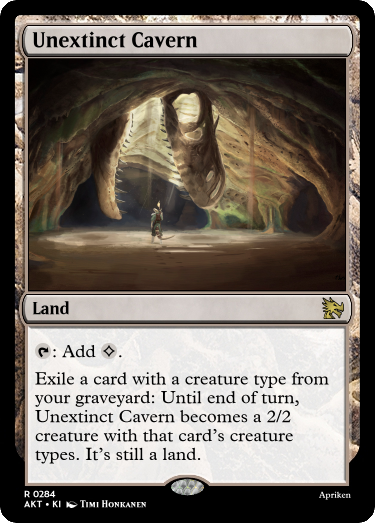 Unextinct Cavern
Land
: Add .
Exile a card with a creature type from
your graveyard: Until end of turn,
Unextinct Cavern becomes a 2/2
creature with that card's creature
types. It's still a land.
R 0284
Apriken
AKT • KI Timi Honkanen